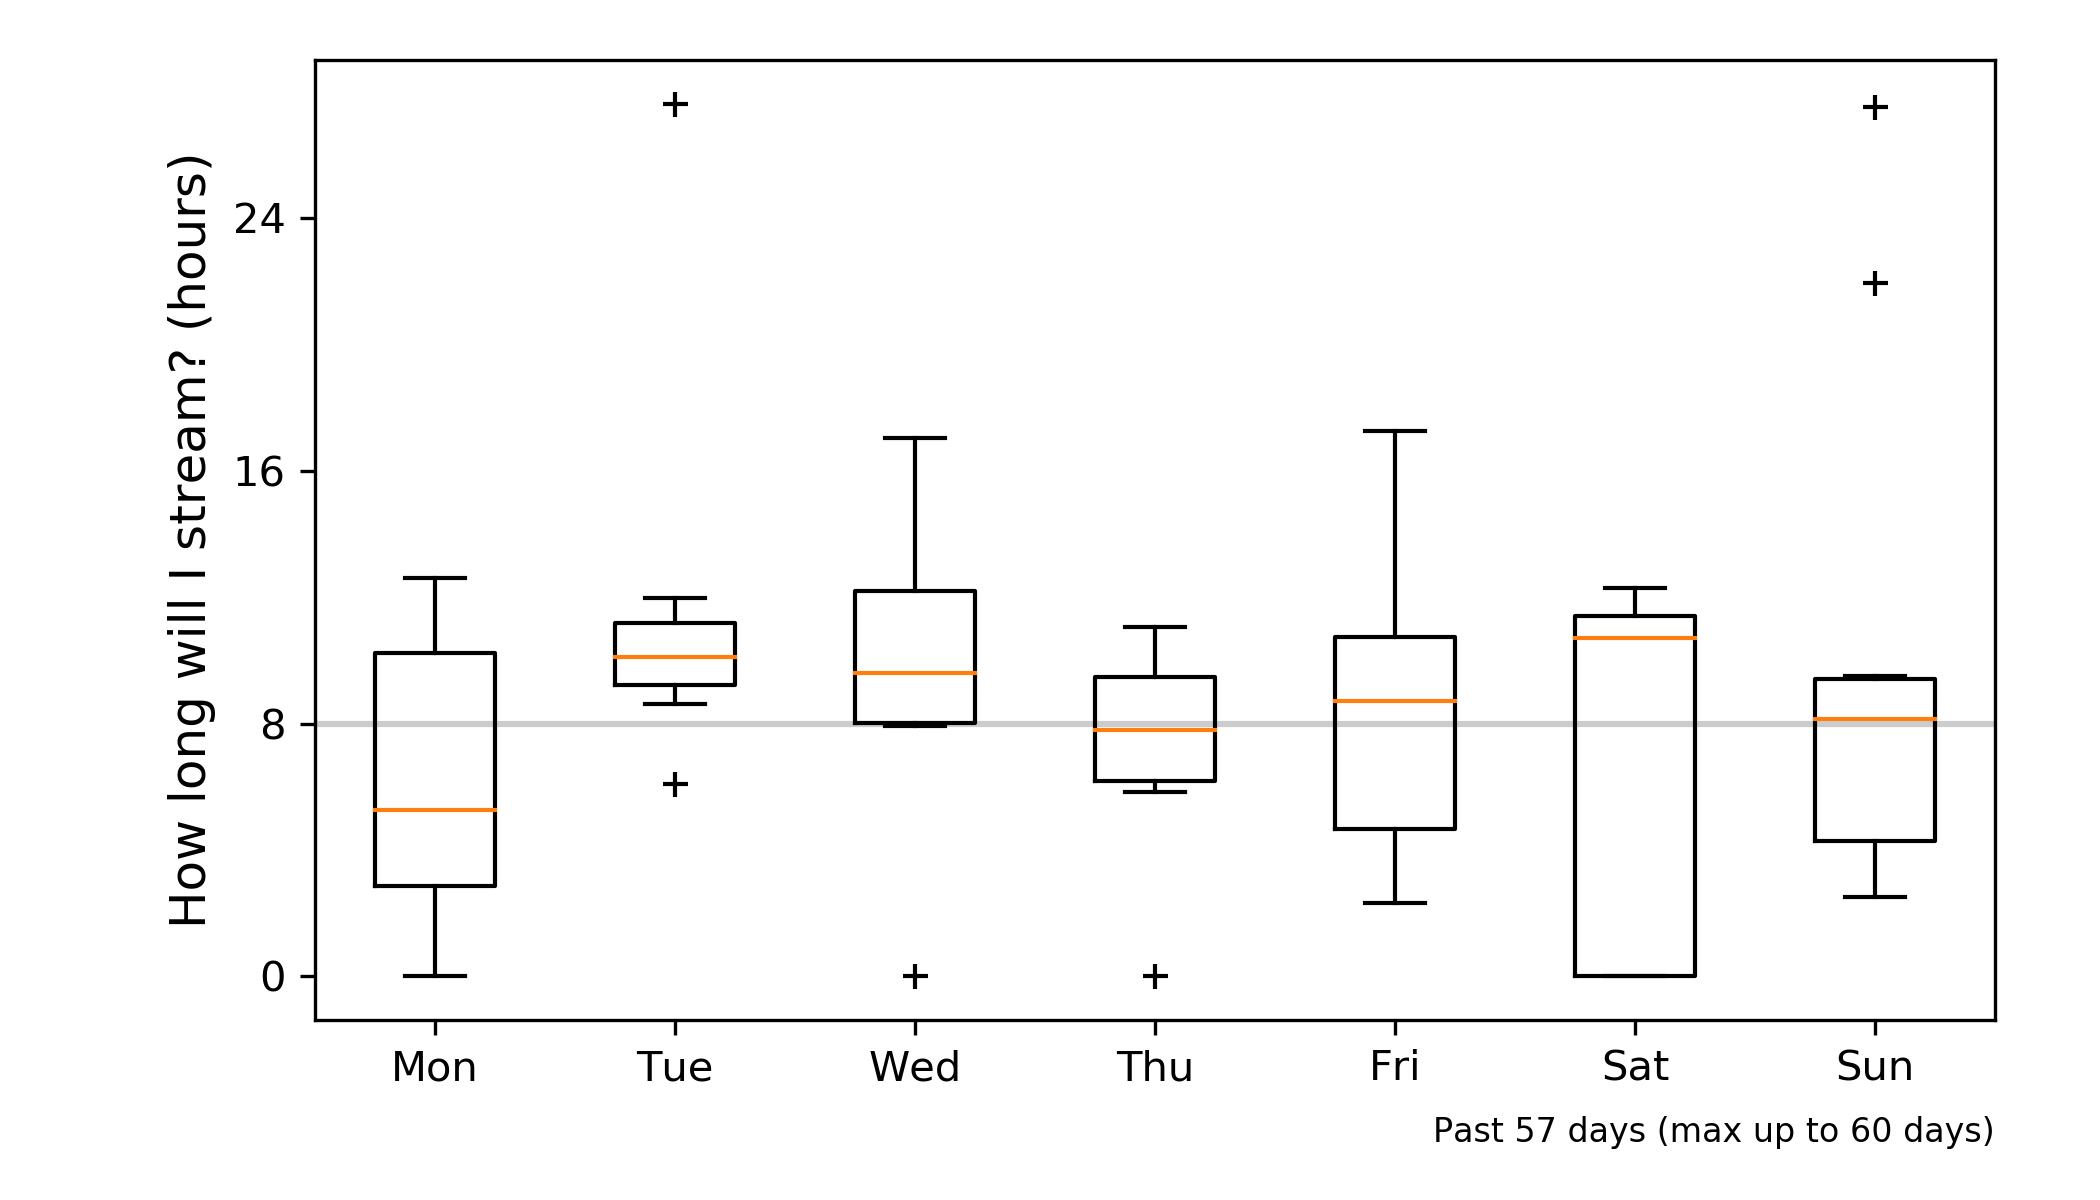 How long will I stream? (hours)
24
16
8
0
Mon Tue Wed Thu Fri Sat Sun
Past 57 days (max up to 60 days)